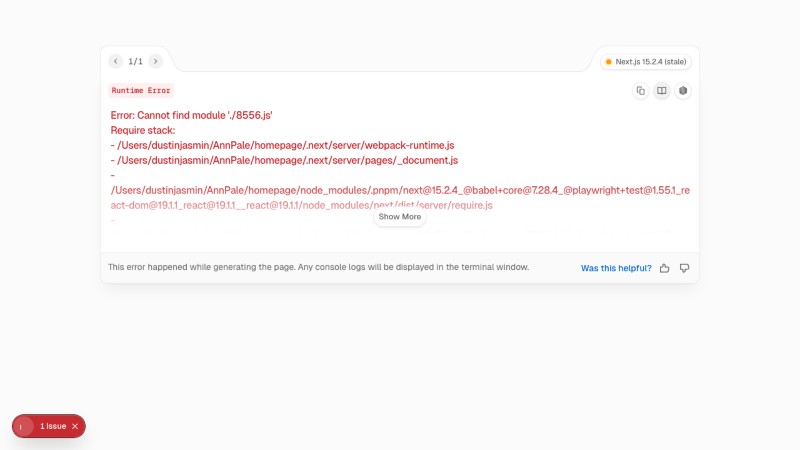 1/1
Next.js 15.2.4 (stale)
Runtime Error
Error: Cannot find module './8556.js'
Require stack:
- /Users/dustinjasmin/AnnPale/homepage/.next/server/webpack-runtime.js
- /Users/dustinjasmin/AnnPale/homepage/.next/server/pages/_document.js
-
/Users/dustinjasmin/AnnPale/homepage/node_modules/.pnpm/next@15.2.4_@babel+core@7.28.4_@playwright+test@1.55.1_re
act-dom@19.1.1_react@19.1.1__react@19.1.1/node_modules/next/dist/server/require.js
-
Show More
This error happened while generating the page. Any console logs will be displayed in the terminal window.
Was this helpful?
1 Issue